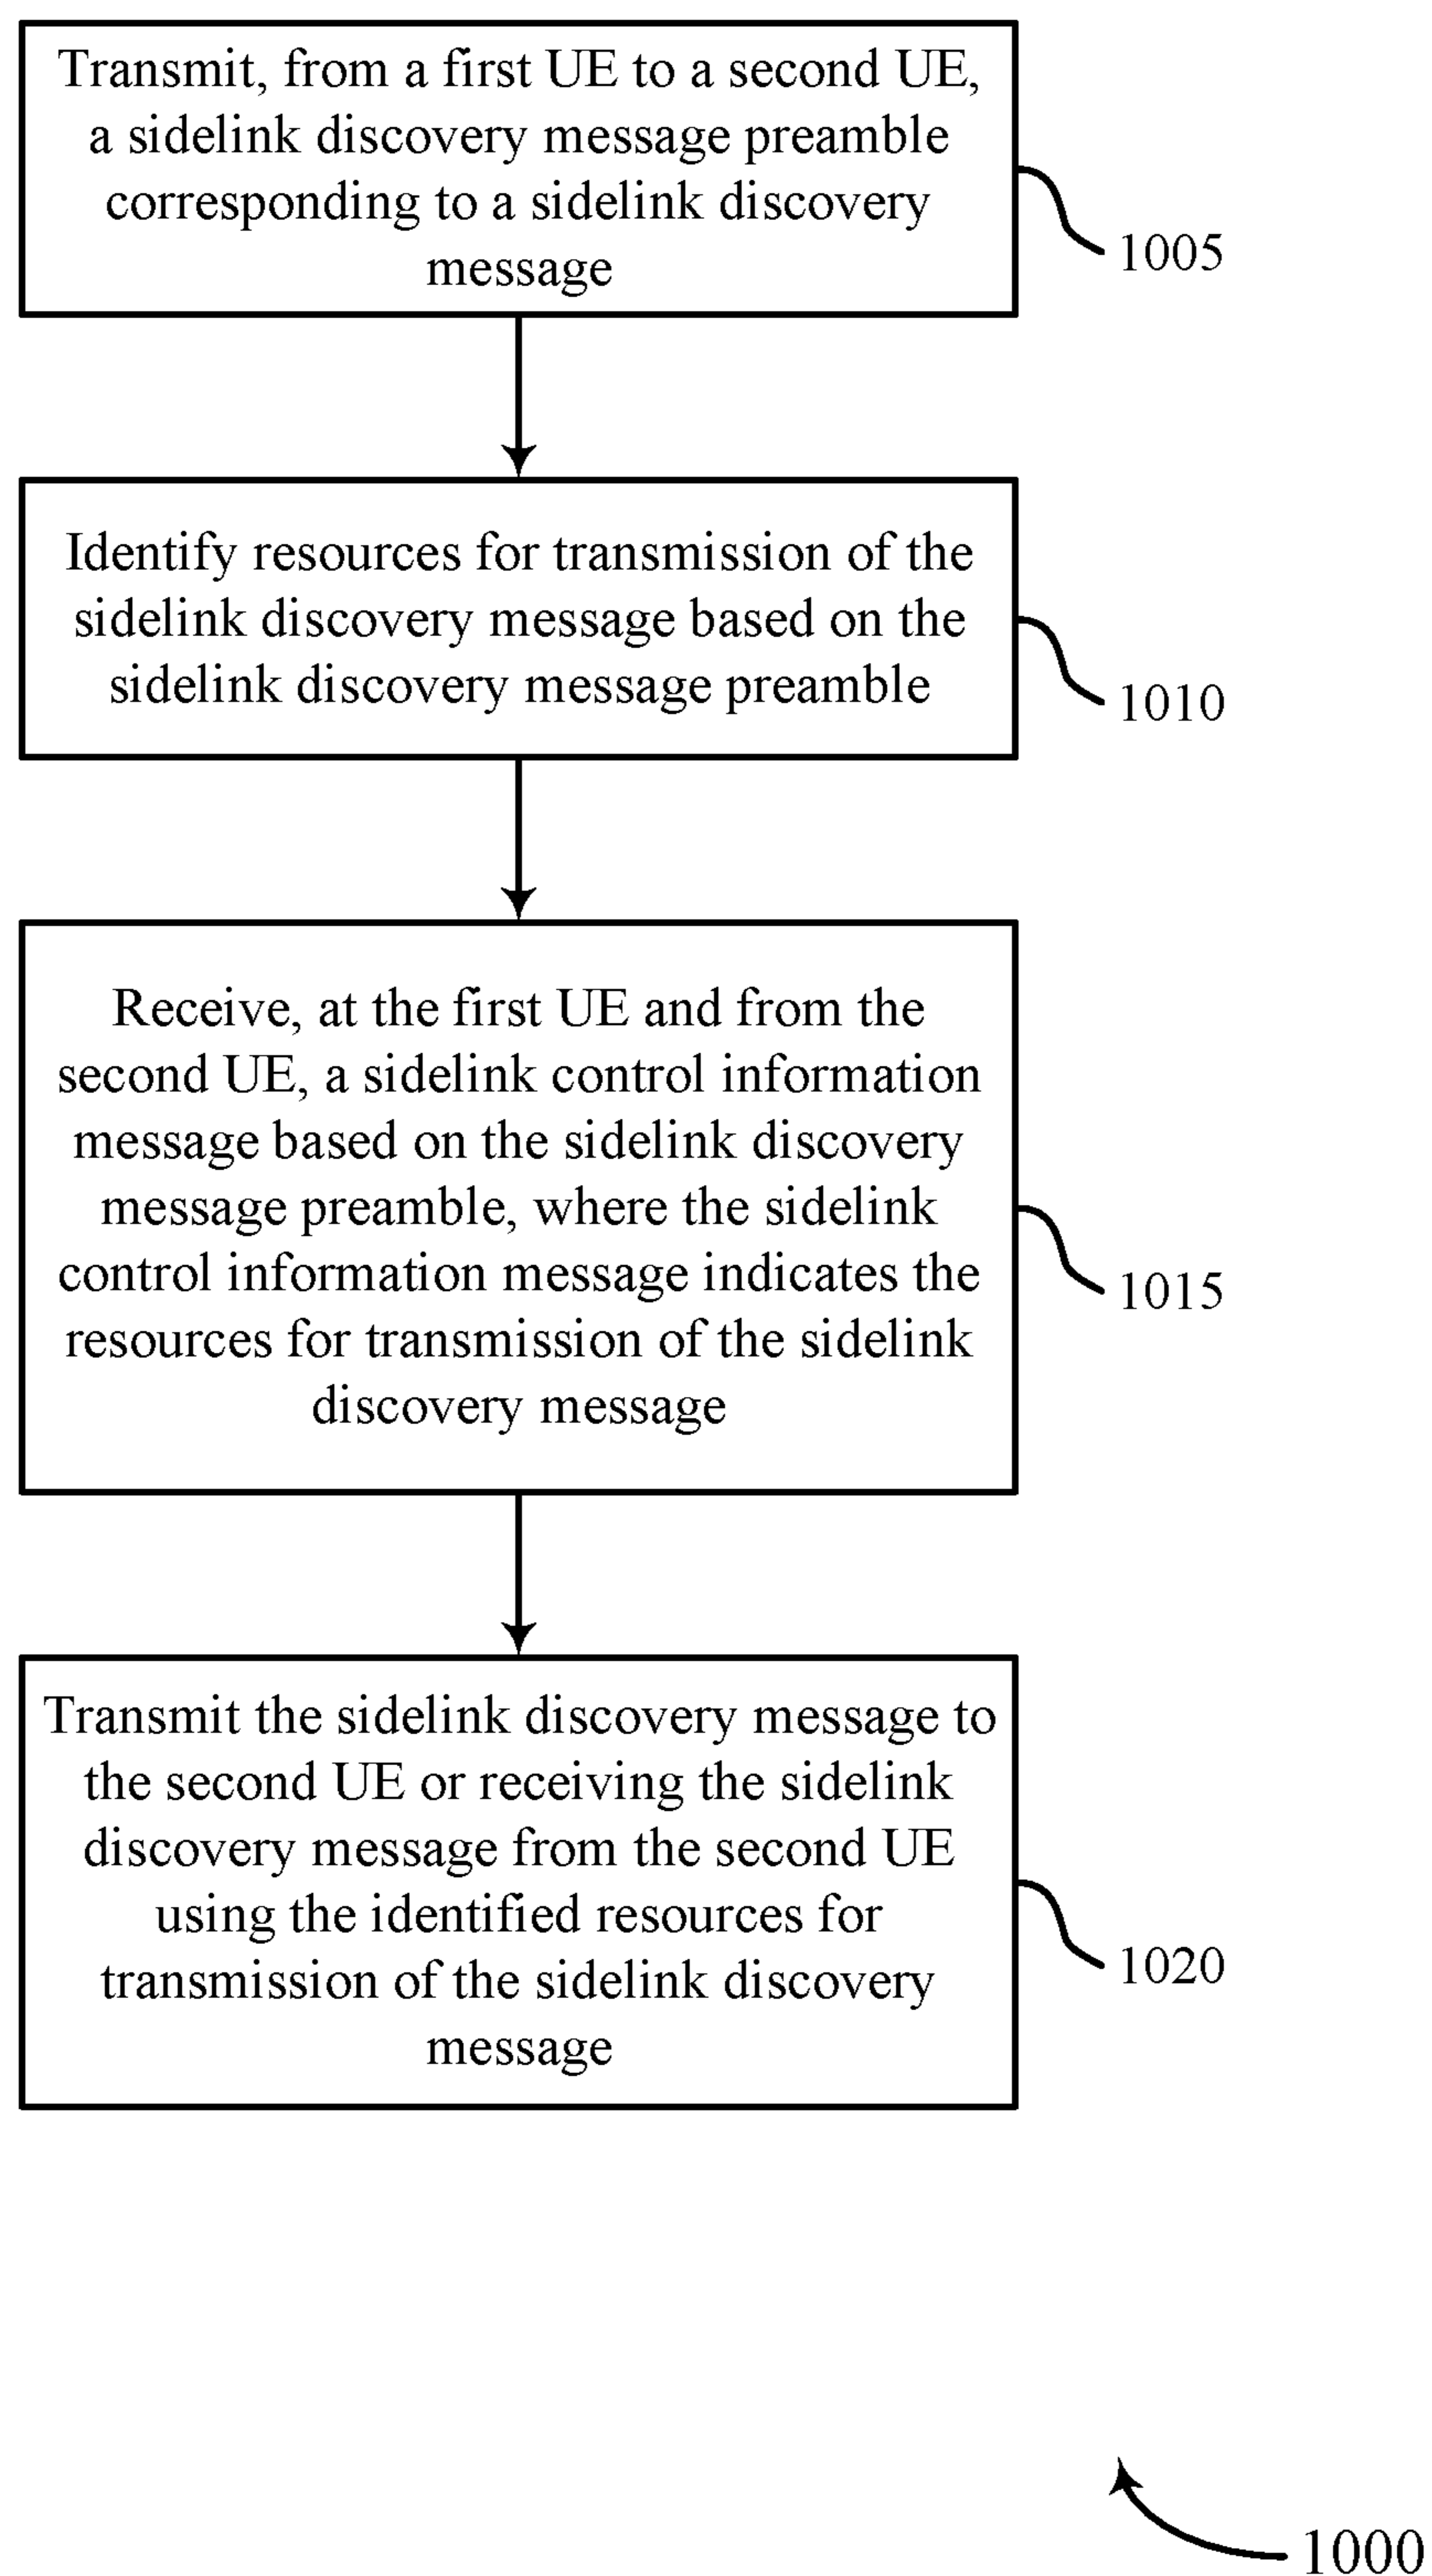 Transmit, from a first UE to a second UE,
a sidelink discovery message preamble
corresponding to a sidelink discovery
message
1005
Identify resources for transmission of the
sidelink discovery message based on the
sidelink discovery message preamble
1010
Receive, at the first UE and from the
second UE, a sidelink control information
message based on the sidelink discovery
message preamble, where the sidelink
control information message indicates the
resources for transmission of the sidelink
discovery message
1015
Transmit the sidelink discovery message to
the second UE or receiving the sidelink
discovery message from the second UE
using the identified resources for
transmission of the sidelink discovery
message
1020
1000